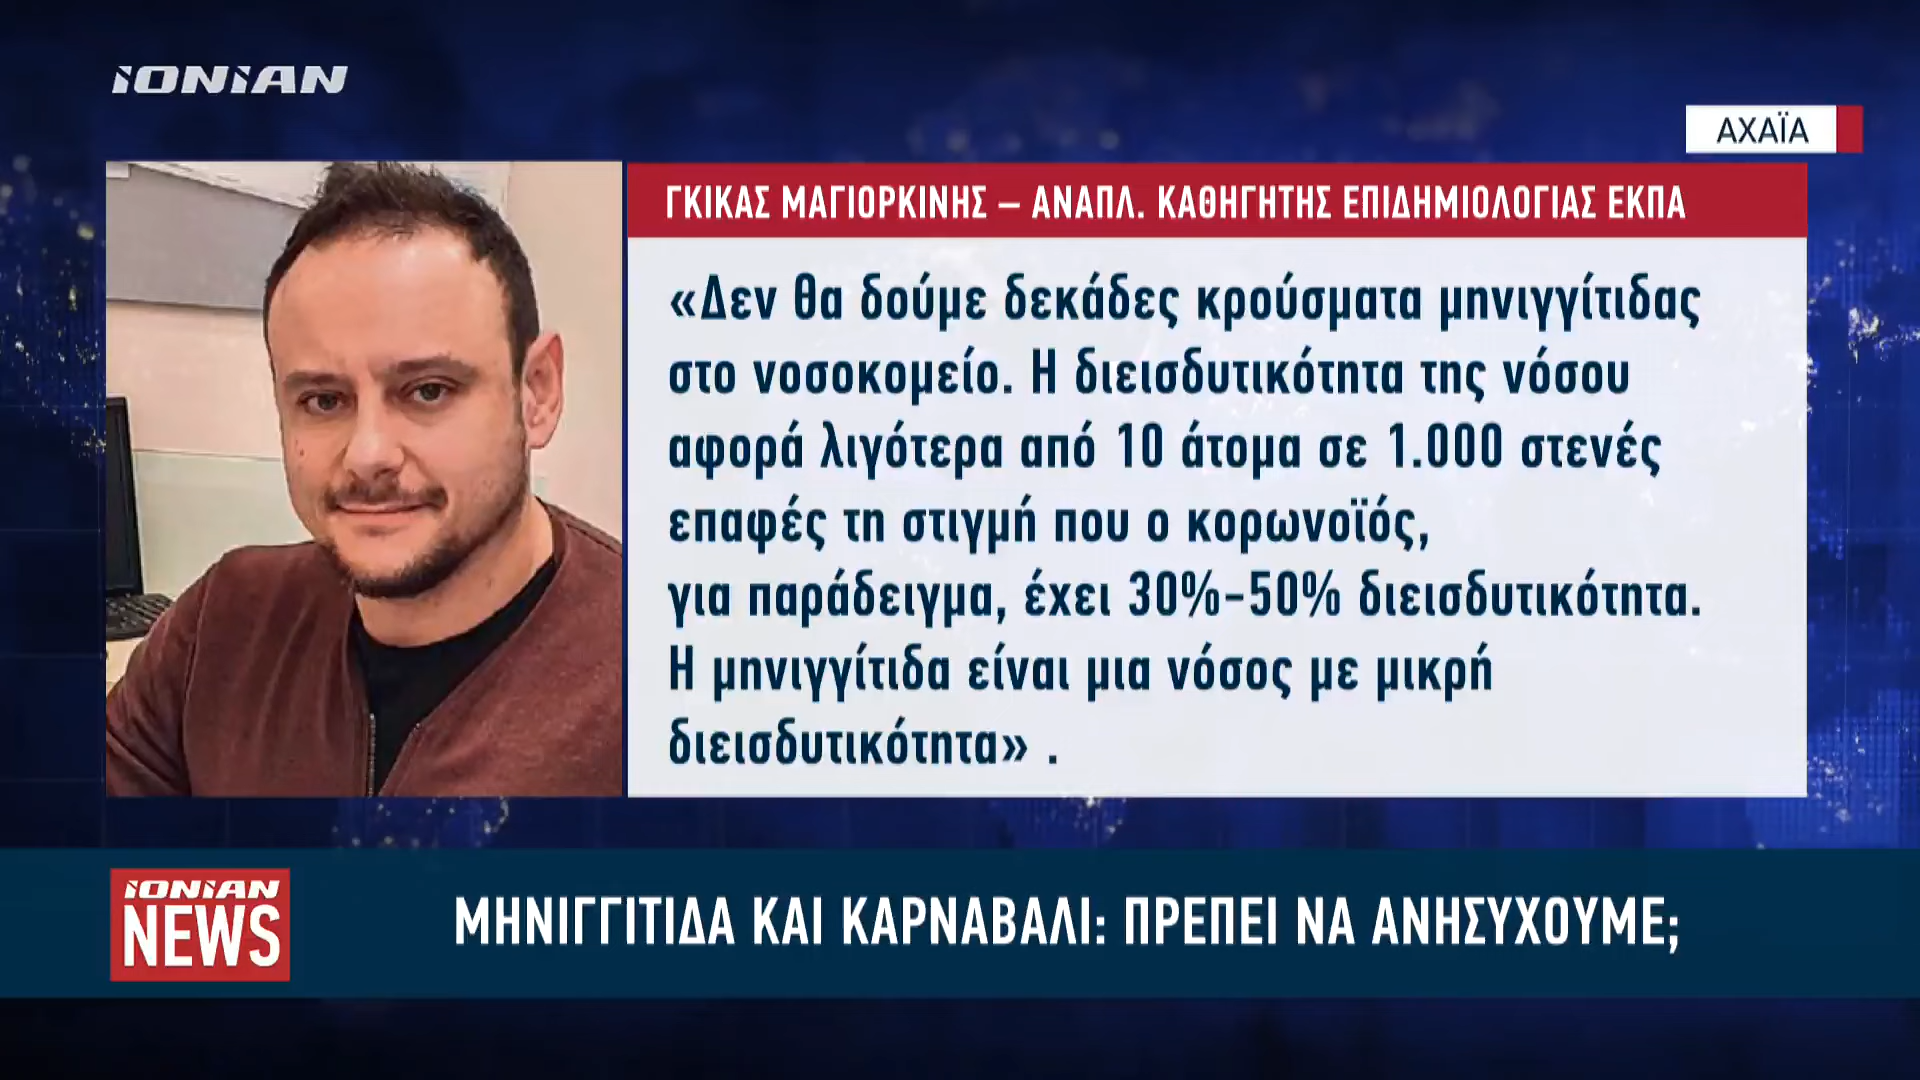 iONiAN
ΑΧΑΪΑ
ΓΚΙΚΑΣ ΜΑΓΙΟΡΚΙΝΗΣ – ΑΝΑΠΛ. ΚΑΘΗΓΗΤΗΣ ΕΠΙΔΗΜΙΟΛΟΓΙΑΣ ΕΚΠΑ
«Δεν θα δούμε δεκάδες κρούσματα μηνιγγίτιδας
στο νοσοκομείο. Η διεισδυτικότητα της νόσου
αφορά λιγότερα από 10 άτομα σε 1.000 στενές
επαφές τη στιγμή που ο κορωνοϊός,
για παράδειγμα, έχει 30%-50% διεισδυτικότητα.
Η μηνιγγίτιδα είναι μια νόσος με μικρή
διεισδυτικότητα» .
iONiAN
NEWS
ΜΗΝΙΓΓΙΤΙΔΑ ΚΑΙ ΚΑΡΝΑΒΑΛΙ: ΠΡΕΠΕΙ ΝΑ ΑΝΗΣΥΧΟΥΜΕ;